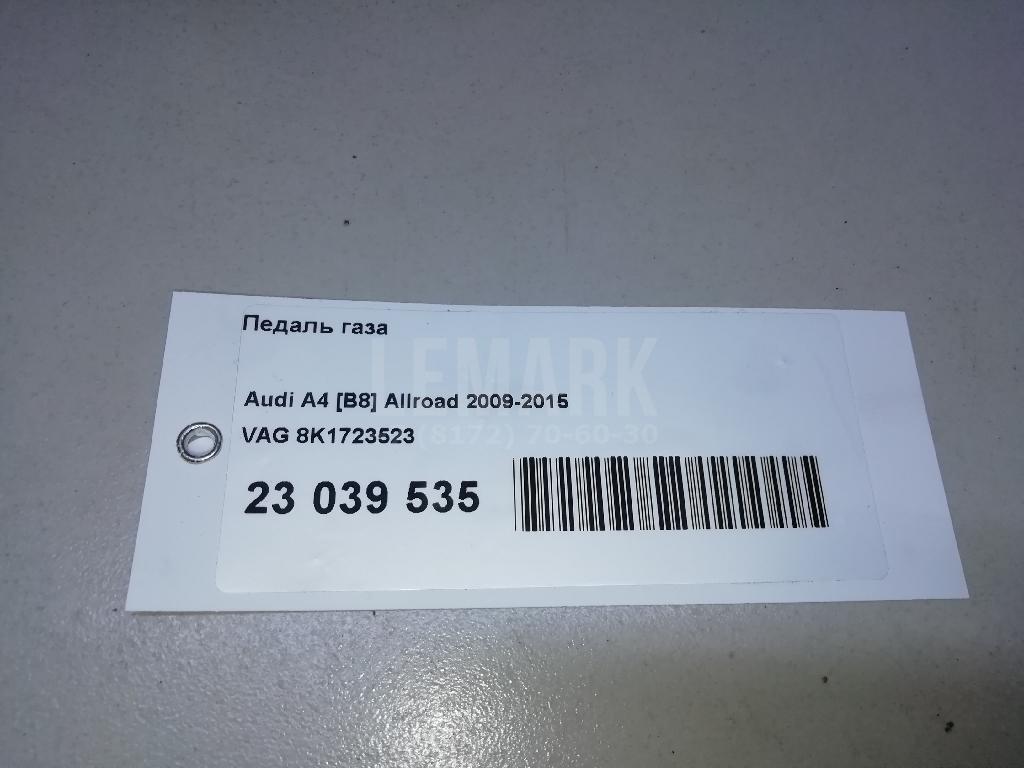 Педаль газа
LEMARK
Audi A4 [B8] Allroad 2009-2015
VAG 8K1723523
(8172) 70-60-30
23 039 535